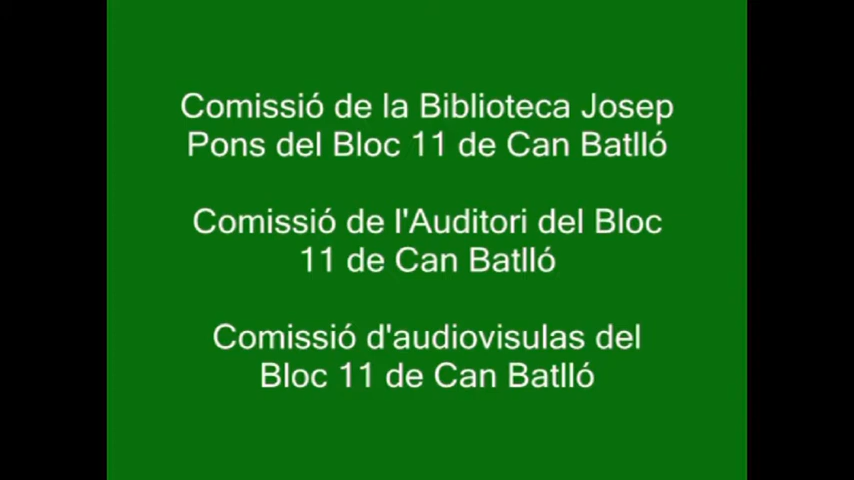 Comissió de la Biblioteca Josep
Pons del Bloc 11 de Can Batlló
Comissió de l'Auditori del Bloc
11 de Can Batlló
Comissió d'audiovisulas del
Bloc 11 de Can Batlló